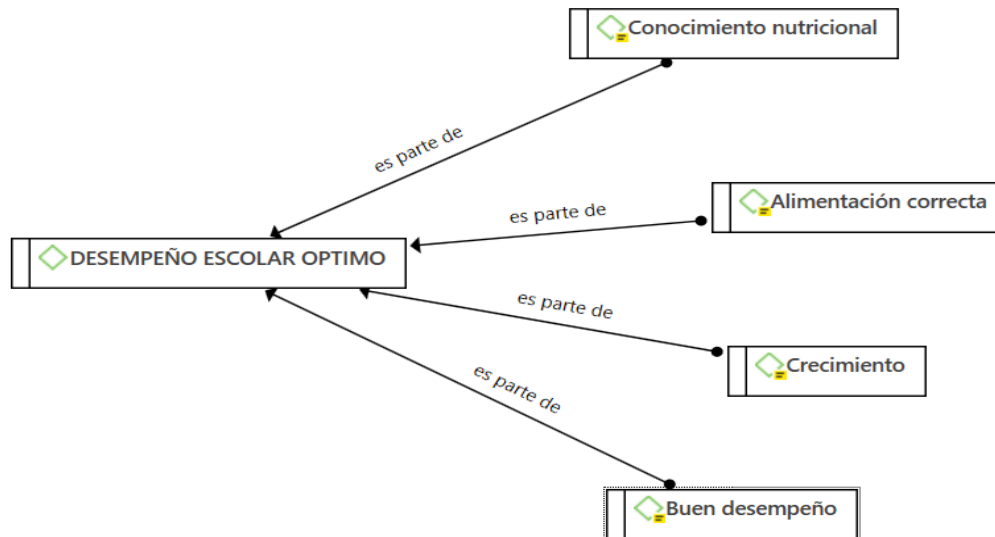 Conocimiento nutricional
es parte de
Alimentación correcta
es parte de
DESEMPEÑO ESCOLAR OPTIMO
es parte de
Crecimiento
es parte de
Buen desempeño